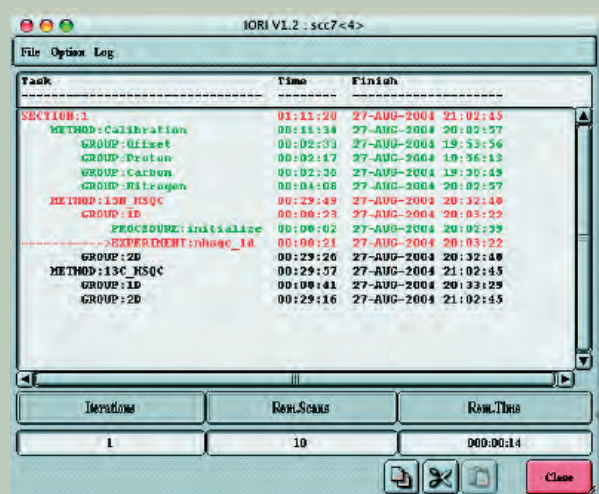 IORI V1.2 : scc7<4>
File Option Log
Task Time Finish
-------------------------------- -------- --------------------
SECTION:1 01:11:20 27-AUG-2004 21:02:45
METHOD:Calibration 00:11:34 27-AUG-2004 20:02:57
GROUP:Offset 00:02:33 27-AUG-2004 19:53:56
GROUP:Proton 00:02:17 27-AUG-2004 19:56:13
GROUP:Carbon 00:02:36 27-AUG-2004 19:58:49
GROUP:Nitrogen 00:04:08 27-AUG-2004 20:02:57
METHOD:15N_HSQC 00:29:49 27-AUG-2004 20:32:48
GROUP:1D 00:00:23 27-AUG-2004 20:03:22
PROCEDURE:initialize 00:00:02 27-AUG-2004 20:02:59
------------>EXPERIMENT:nhsqc_1d 00:00:21 27-AUG-2004 20:03:22
GROUP:2D 00:29:26 27-AUG-2004 20:32:48
METHOD:13C_HSQC 00:29:57 27-AUG-2004 21:02:45
GROUP:1D 00:00:41 27-AUG-2004 20:33:29
GROUP:2D 00:29:16 27-AUG-2004 21:02:45
Iterations Rem.Scans Rem.Time
1 10 000:00:14
Close